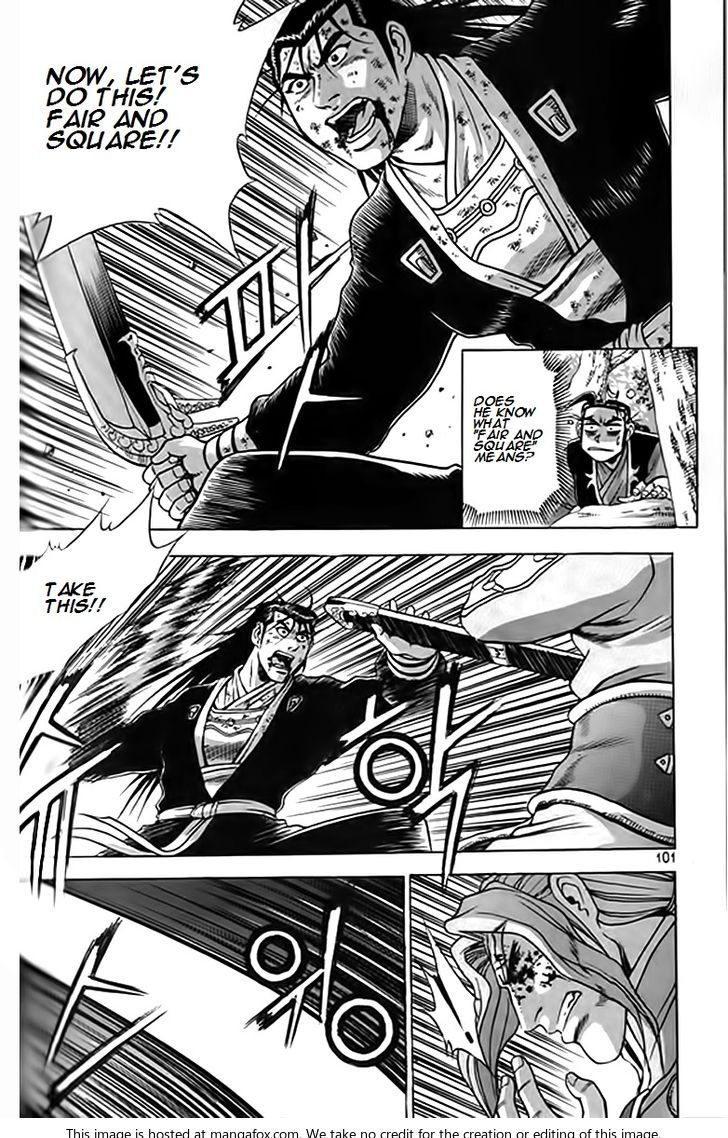 NOW, LET'S
DO THIS!
FAIR AND
SQUARE!!
파
DOES
HE KNOW
WHAT
"FAIR AND
SQUARE"
MEANS?
TAKE
THIS!!
101
This image is hosted at mangafox.com. We take no credit for the creation or editing of this image.